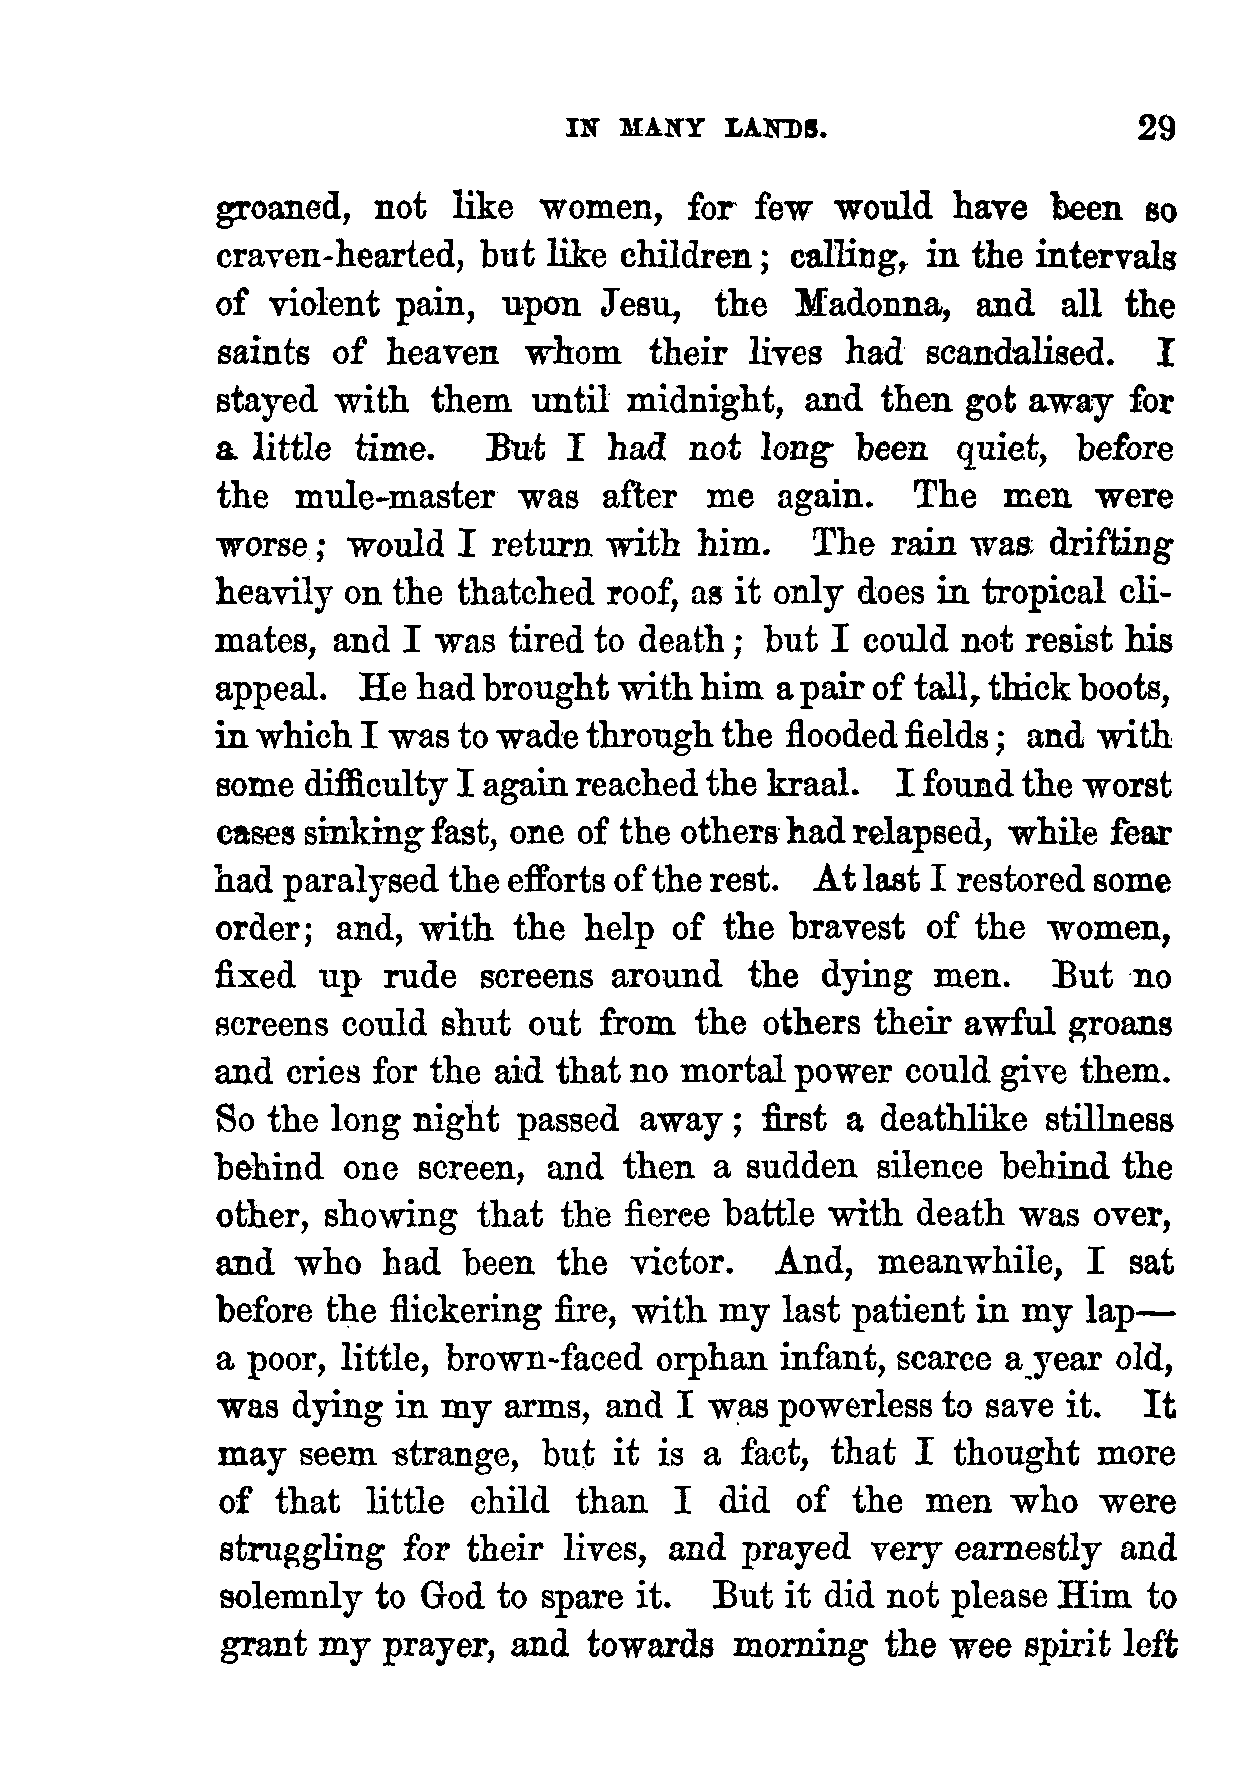 IN MANY LANDS. 29
groaned, not like women, for few would have been so
craven-hearted, but like children; calling, in the intervals
of violent pain, upon Jesu, the Madonna, and all the
saints of heaven whom their lives had scandalised. I
stayed with them until midnight, and then got away for
a little time. But I had not long been quiet, before
the mule-master was after me again. The men were
worse; would I return with him. The rain was drifting
heavily on the thatched roof, as it only does in tropical cli-
mates, and I was tired to death; but I could not resist his
appeal. He had brought with him a pair of tall, thick boots,
in which I was to wade through the flooded fields; and with
some difficulty I again reached the kraal. I found the worst
cases sinking fast, one of the others had relapsed, while fear
had paralysed the efforts of the rest. At last I restored some
order; and, with the help of the bravest of the women,
fixed up rude screens around the dying men. But no
screens could shut out from the others their awful groans
and cries for the aid that no mortal power could give them.
So the long night passed away; first a deathlike stillness
behind one screen, and then a sudden silence behind the
other, showing that the fierce battle with death was over,
and who had been the victor. And, meanwhile, I sat
before the flickering fire, with my last patient in my lap—
a poor, little, brown-faced orphan infant, scarce a year old,
was dying in my arms, and I was powerless to save it. It
may seem strange, but it is a fact, that I thought more
of that little child than I did of the men who were
struggling for their lives, and prayed very earnestly and
solemnly to God to spare it. But it did not please Him to
grant my prayer, and towards morning the wee spirit left